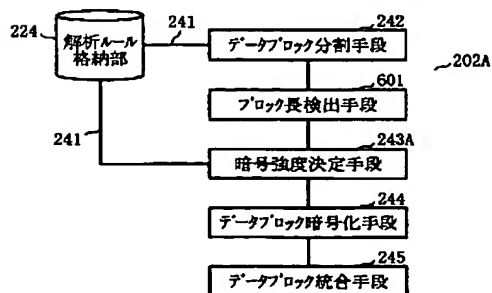 224
解析ルール
格納部
241
242
データブロック分割手段
202A
601
ブロック長検出手段
241
243A
暗号強度決定手段
244
データブロック暗号化手段
245
データブロック統合手段